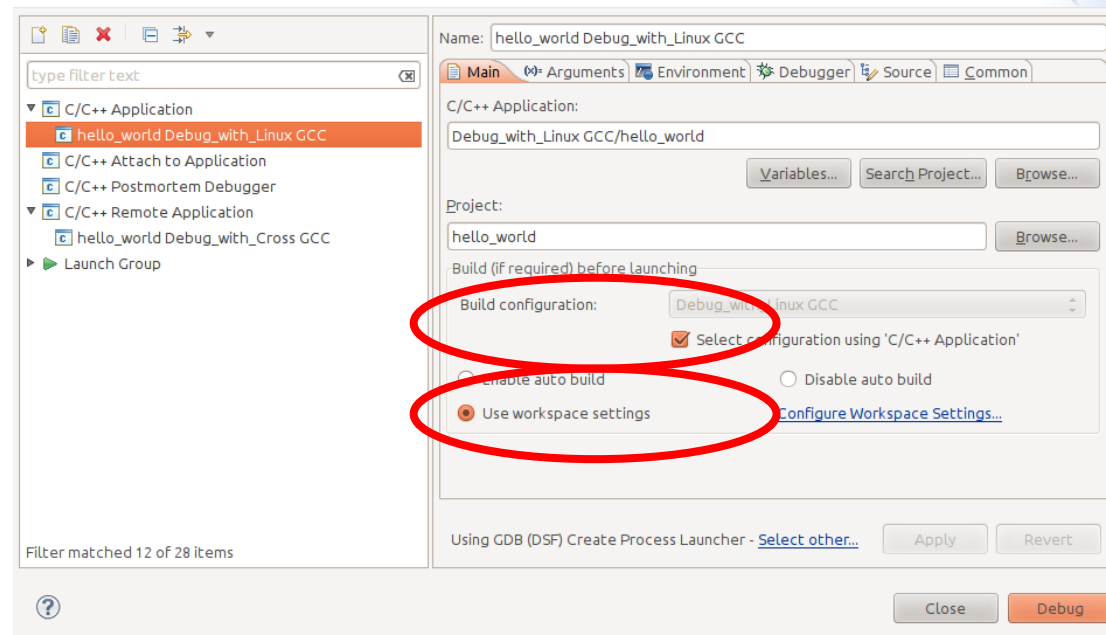 Name: hello_world Debug_with_Linux GCC
type filter text
Main (x)= Arguments Environment Debugger Source Common
C/C++ Application
C/C++ Application:
hello_world Debug_with_Linux GCC
Debug_with_Linux GCC/hello_world
C/C++ Attach to Application
Variables... Search Project... Browse...
C/C++ Postmortem Debugger
C/C++ Remote Application
Project:
hello_world Debug_with_Cross GCC
hello_world Browse...
Launch Group
Build (if required) before launching
Build configuration: Debug_with_Linux GCC
Select configuration using 'C/C++ Application'
Enable auto build Disable auto build
Use workspace settings Configure Workspace Settings...
Using GDB (DSF) Create Process Launcher - Select other... Apply Revert
Filter matched 12 of 28 items
Close Debug